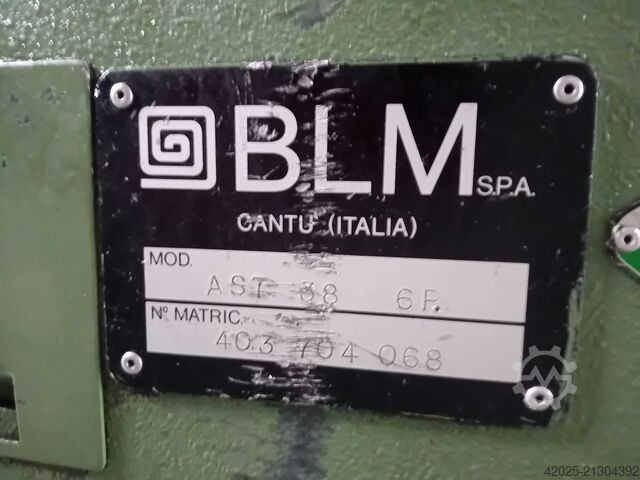 BLM S.P.A.
CANTU' (ITALIA)
MOD.
AST 38 6P.
Nº MATRIC.
403 704 068
42025-21304392